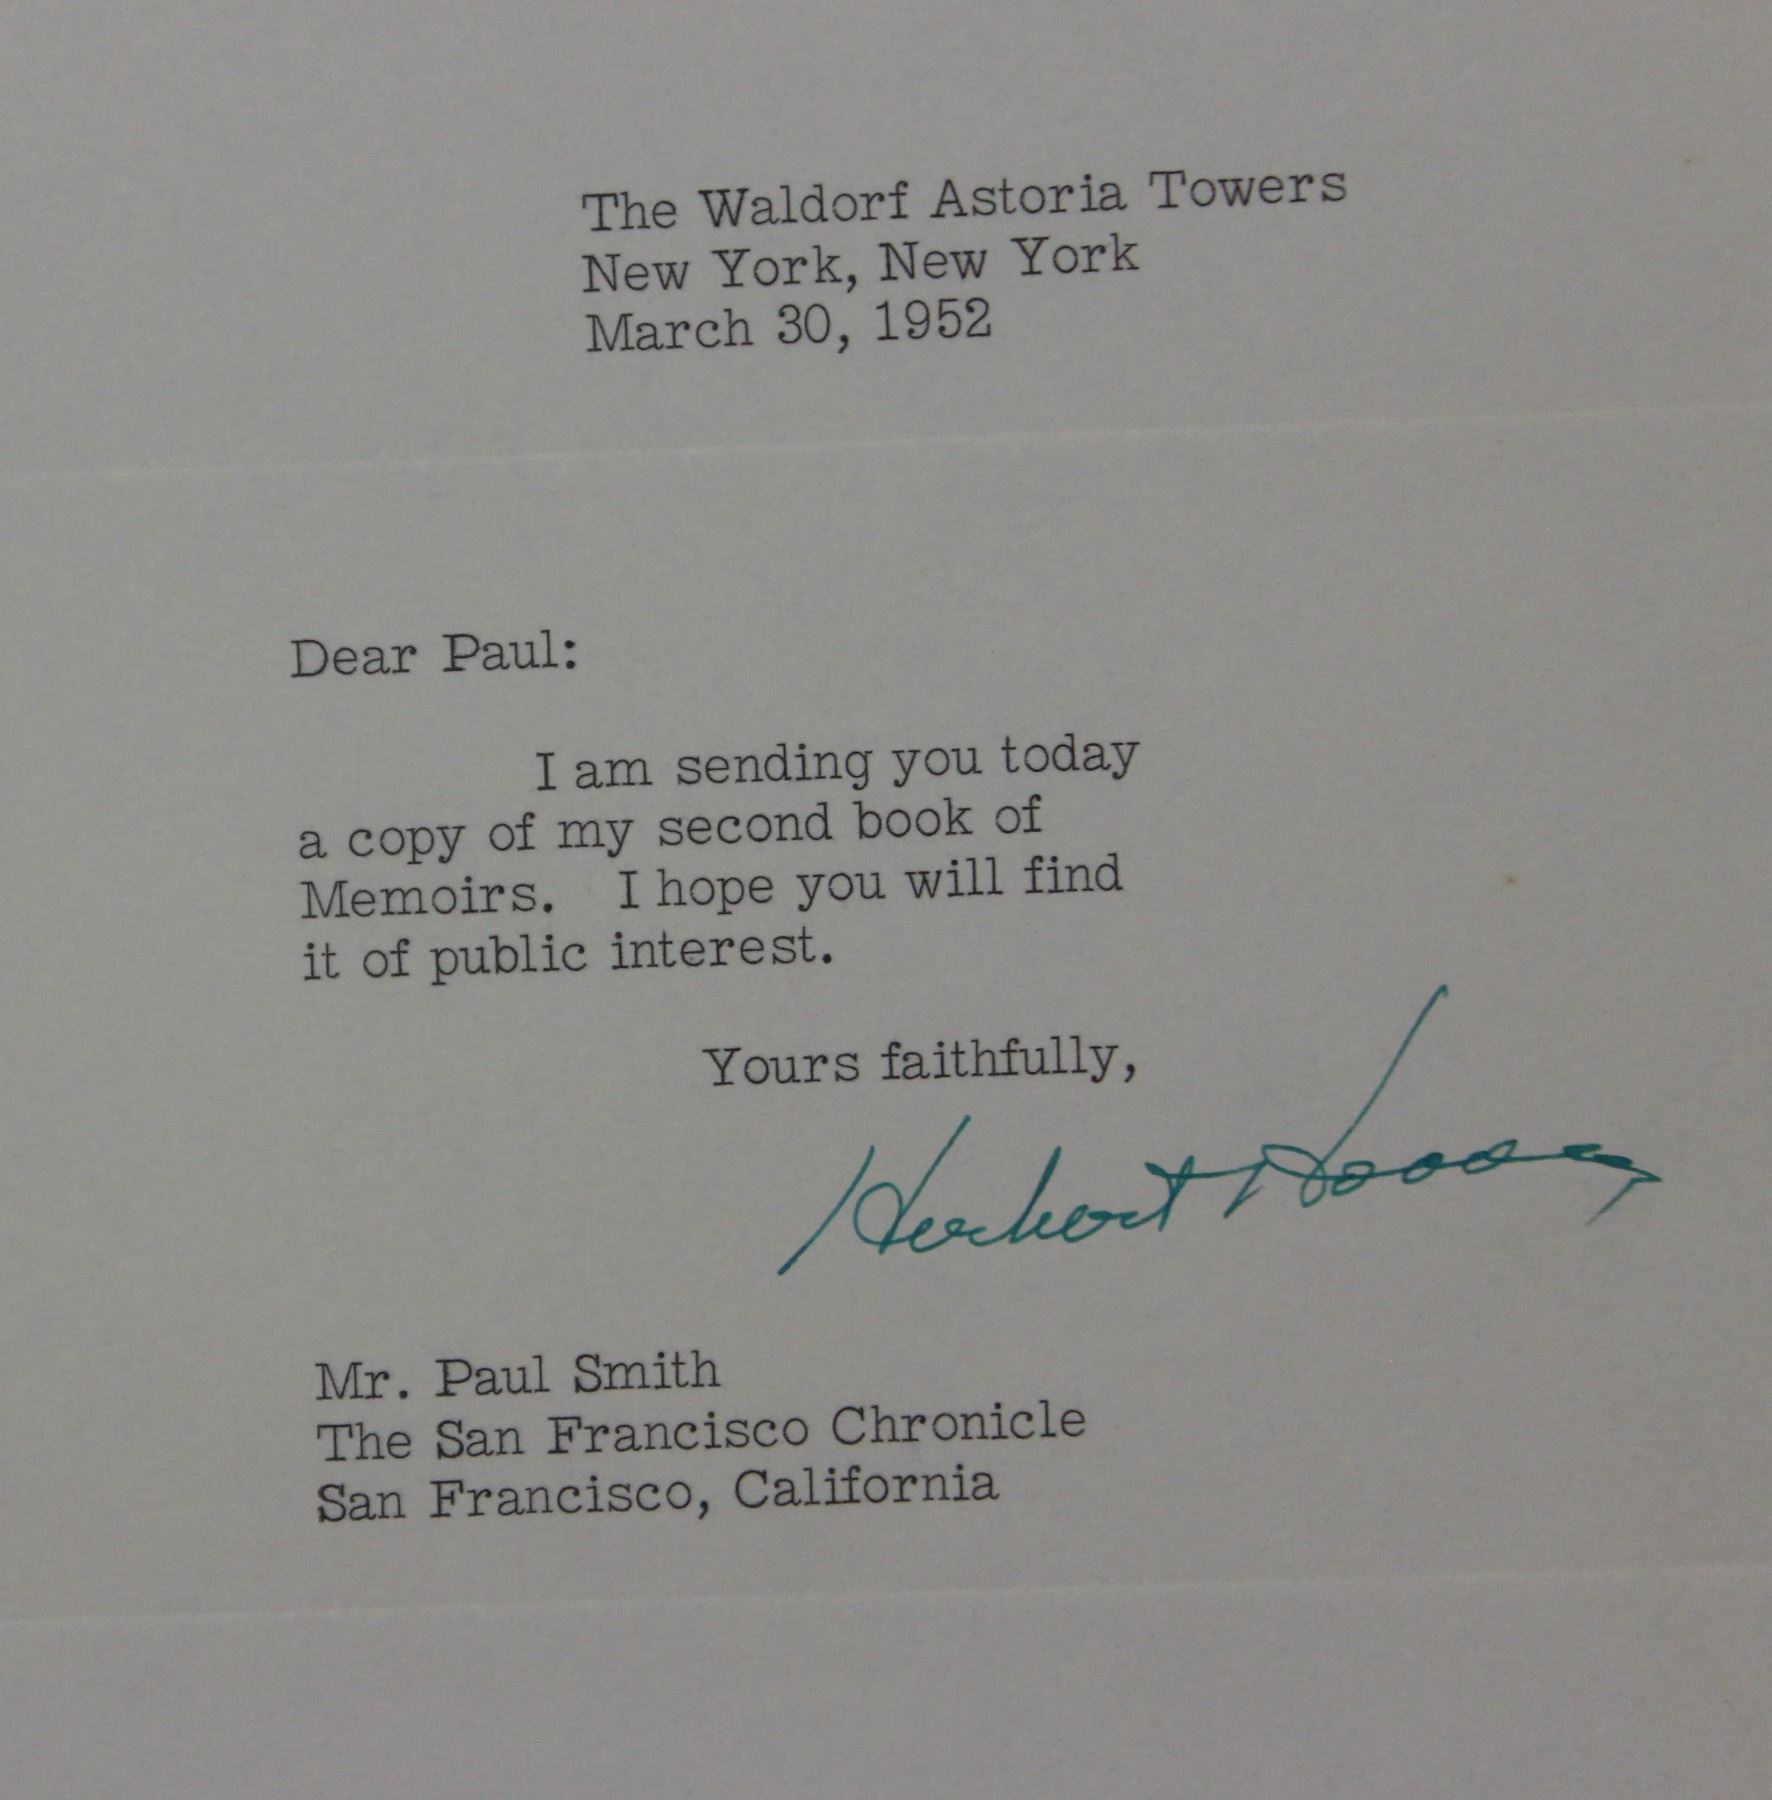 The Waldorf Astoria Towers
New York, New York
March 30, 1952
Dear Paul:
I am sending you today
a copy of my second book of
Memoirs. I hope you will find
it of public interest.
Yours faithfully,
Herbert Hoover
Mr. Paul Smith
The San Francisco Chronicle
San Francisco, California